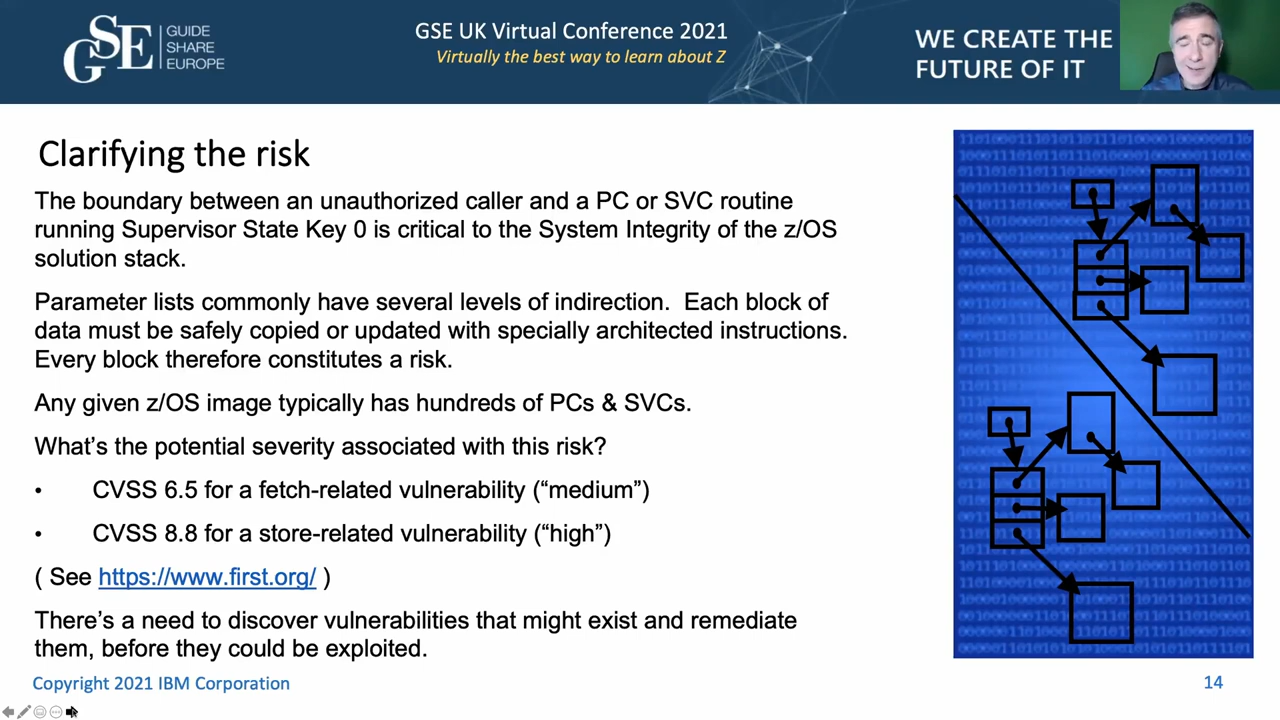 GSE
GUIDE
SHARE
EUROPE
GSE UK Virtual Conference 2021
Virtually the best way to learn about Z
WE CREATE THE
FUTURE OF IT
Clarifying the risk
The boundary between an unauthorized caller and a PC or SVC routine
running Supervisor State Key 0 is critical to the System Integrity of the z/OS
solution stack.
Parameter lists commonly have several levels of indirection.  Each block of
data must be safely copied or updated with specially architected instructions.
Every block therefore constitutes a risk.
Any given z/OS image typically has hundreds of PCs & SVCs.
What’s the potential severity associated with this risk?
• CVSS 6.5 for a fetch-related vulnerability (“medium”)
• CVSS 8.8 for a store-related vulnerability (“high”)
( See https://www.first.org/ )
There’s a need to discover vulnerabilities that might exist and remediate
them, before they could be exploited.
Copyright 2021 IBM Corporation
14